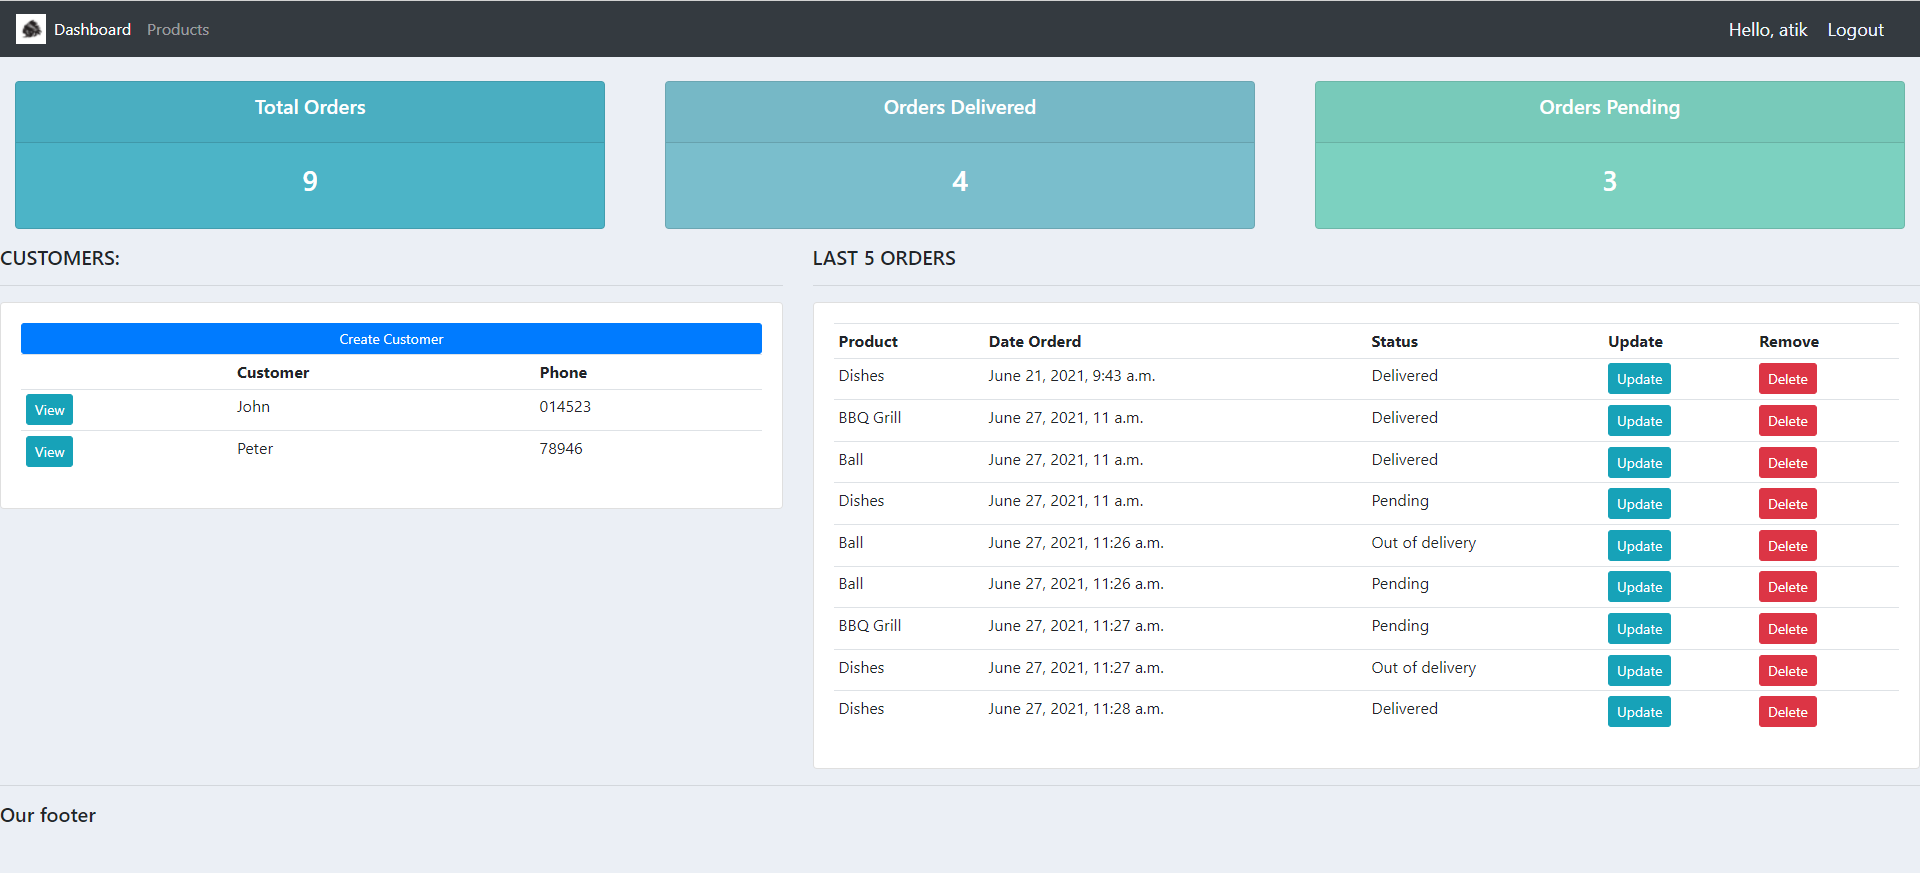 Dashboard Products Hello, atik Logout
Total Orders
9
Orders Delivered
4
Orders Pending
3
CUSTOMERS:
Create Customer
Customer Phone
View John 014523
View Peter 78946
LAST 5 ORDERS
Product Date Orderd Status Update Remove
Dishes June 21, 2021, 9:43 a.m. Delivered Update Delete
BBQ Grill June 27, 2021, 11 a.m. Delivered Update Delete
Ball June 27, 2021, 11 a.m. Delivered Update Delete
Dishes June 27, 2021, 11 a.m. Pending Update Delete
Ball June 27, 2021, 11:26 a.m. Out of delivery Update Delete
Ball June 27, 2021, 11:26 a.m. Pending Update Delete
BBQ Grill June 27, 2021, 11:27 a.m. Pending Update Delete
Dishes June 27, 2021, 11:27 a.m. Out of delivery Update Delete
Dishes June 27, 2021, 11:28 a.m. Delivered Update Delete
Our footer